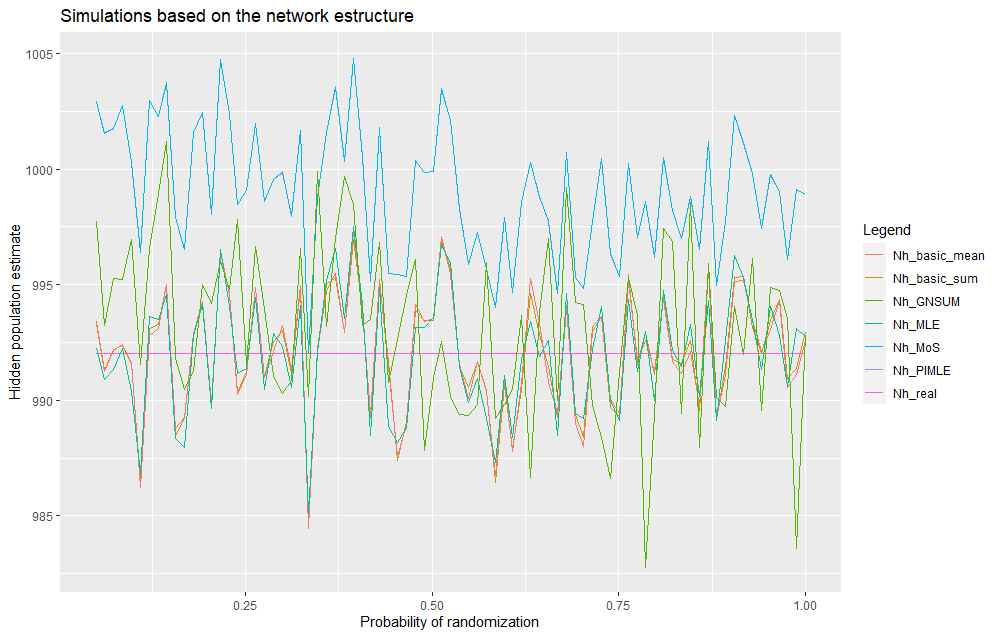 Simulations based on the network estructure
Hidden population estimate
1005
1000
995
990
985
0.25
0.50
0.75
1.00
Probability of randomization
Legend
Nh_basic_mean
Nh_basic_sum
Nh_GNSUM
Nh_MLE
Nh_MoS
Nh_PIMLE
Nh_real